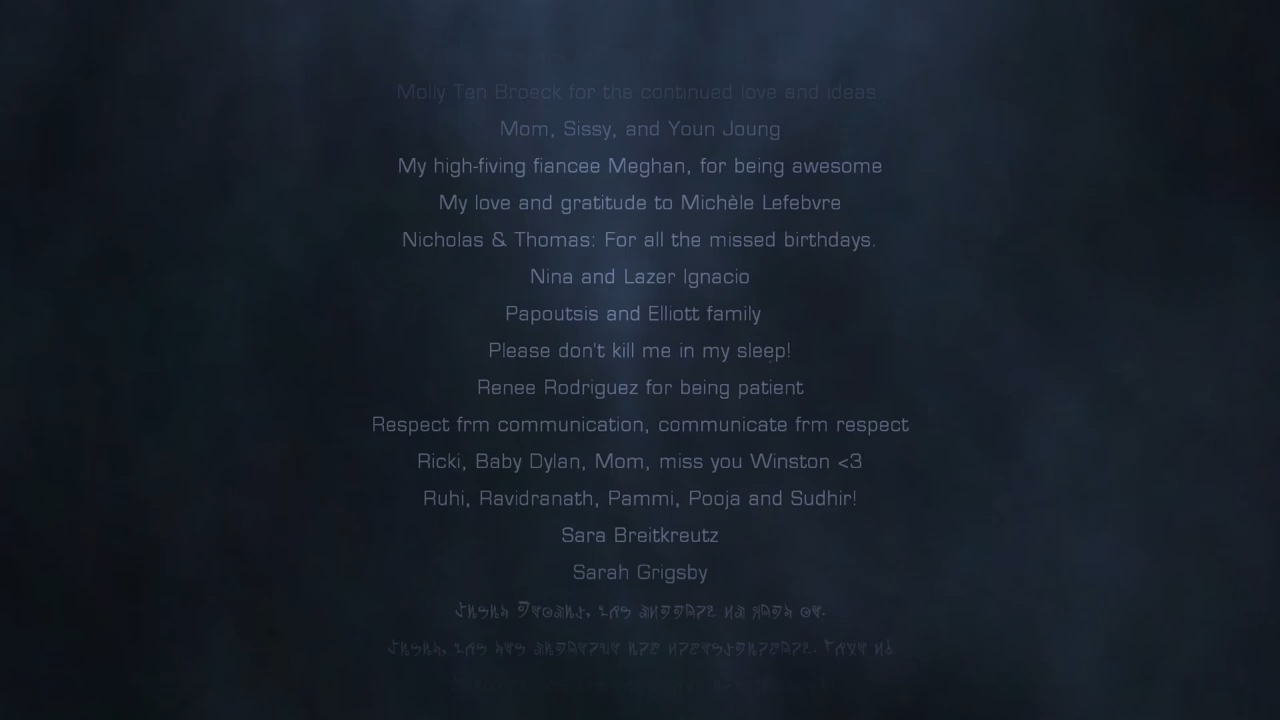 Molly Ten Broeck for the continued love and ideas
Mom, Sissy, and Youn Joung
My high-fiving fiancee Meghan, for being awesome
My love and gratitude to Michèle Lefebvre
Nicholas & Thomas: For all the missed birthdays.
Nina and Lazer Ignacio
Papoutsis and Elliott family
Please don't kill me in my sleep!
Renee Rodriguez for being patient
Respect frm communication, communicate frm respect
Ricki, Baby Dylan, Mom, miss you Winston <3
Ruhi, Ravidranath, Pammi, Pooja and Sudhir!
Sara Breitkreutz
Sarah Grigsby